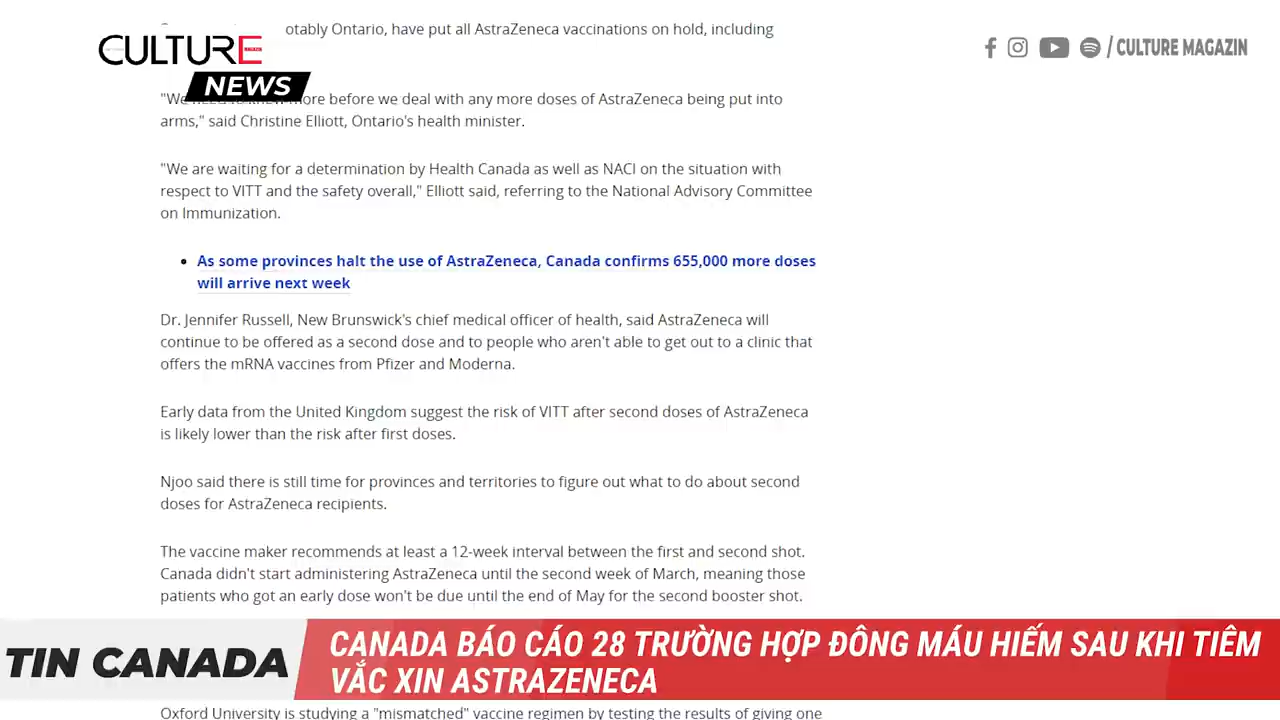 otably Ontario, have put all AstraZeneca vaccinations on hold, including
CULTURE
NEWS
/ CULTURE MAGAZIN
"We need to know more before we deal with any more doses of AstraZeneca being put into
arms," said Christine Elliott, Ontario's health minister.
"We are waiting for a determination by Health Canada as well as NACI on the situation with
respect to VITT and the safety overall," Elliott said, referring to the National Advisory Committee
on Immunization.
• As some provinces halt the use of AstraZeneca, Canada confirms 655,000 more doses
will arrive next week
Dr. Jennifer Russell, New Brunswick's chief medical officer of health, said AstraZeneca will
continue to be offered as a second dose and to people who aren't able to get out to a clinic that
offers the mRNA vaccines from Pfizer and Moderna.
Early data from the United Kingdom suggest the risk of VITT after second doses of AstraZeneca
is likely lower than the risk after first doses.
Njoo said there is still time for provinces and territories to figure out what to do about second
doses for AstraZeneca recipients.
The vaccine maker recommends at least a 12-week interval between the first and second shot.
Canada didn't start administering AstraZeneca until the second week of March, meaning those
patients who got an early dose won't be due until the end of May for the second booster shot.
TIN CANADA
CANADA BÁO CÁO 28 TRƯỜNG HỢP ĐÔNG MÁU HIẾM SAU KHI TIÊM
VẮC XIN ASTRAZENECA
Oxford University is studying a "mismatched" vaccine regimen by testing the results of giving one